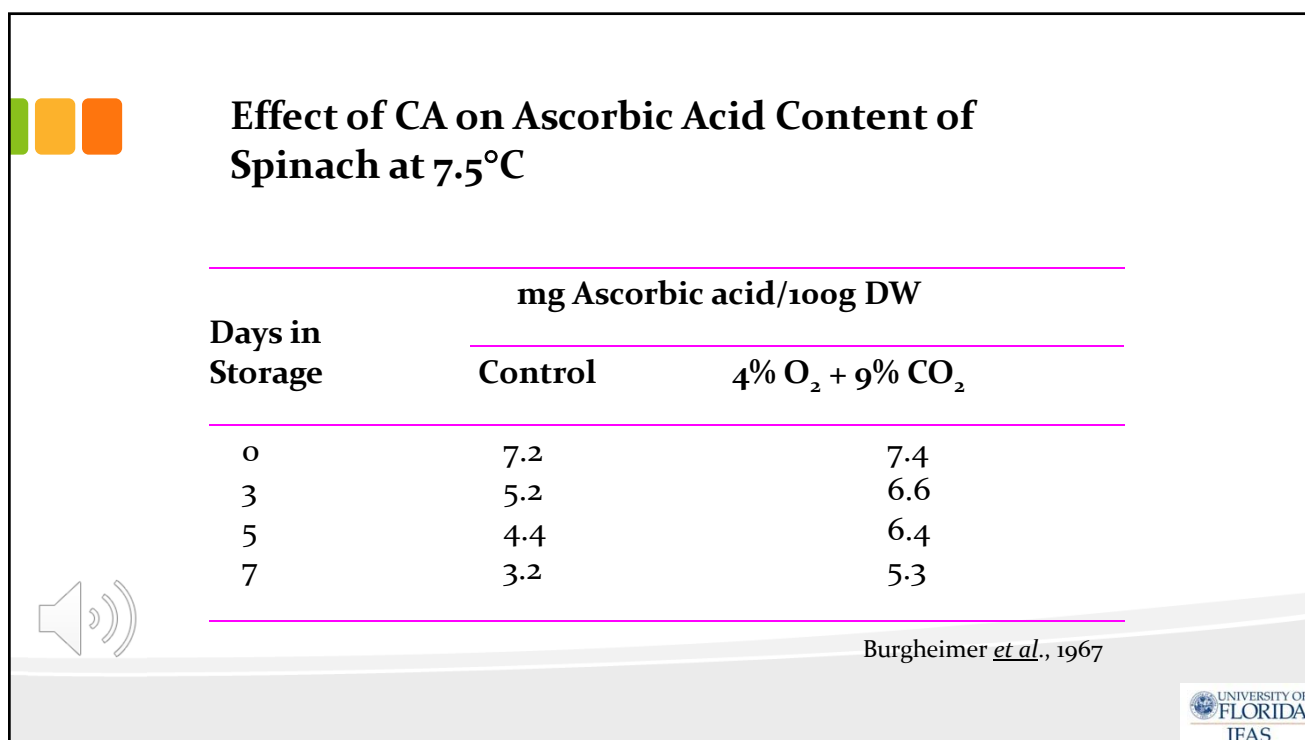 Effect of CA on Ascorbic Acid Content of
Spinach at 7.5°C
mg Ascorbic acid/100g DW
Days in
Storage Control 4% O₂ + 9% CO₂
0 7.2 7.4
3 5.2 6.6
5 4.4 6.4
7 3.2 5.3
Burgheimer et al., 1967
UNIVERSITY OF
FLORIDA
IFAS